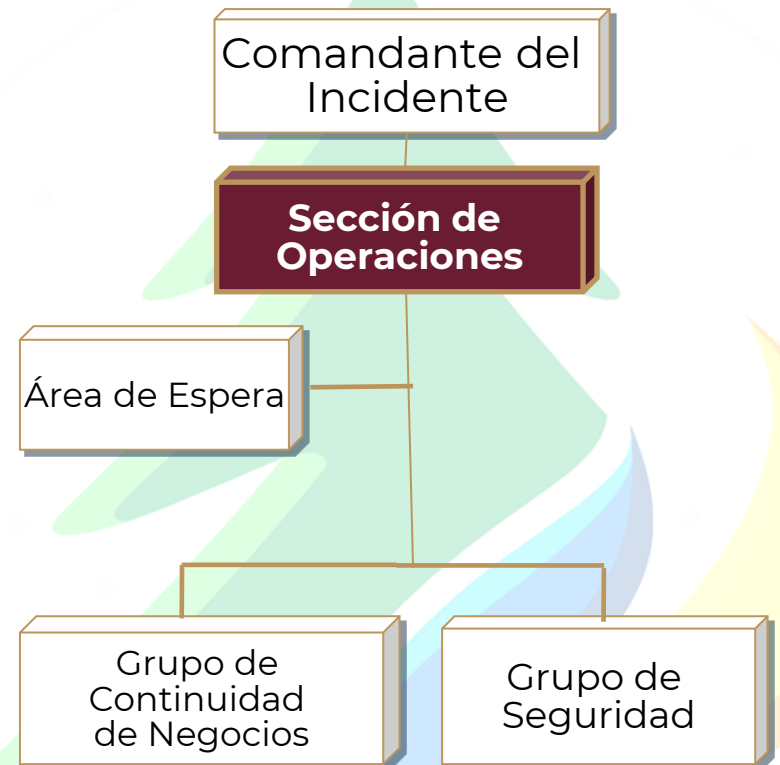 Comandante del
Incidente
Sección de
Operaciones
Área de Espera
Grupo de
Continuidad
de Negocios
Grupo de
Seguridad